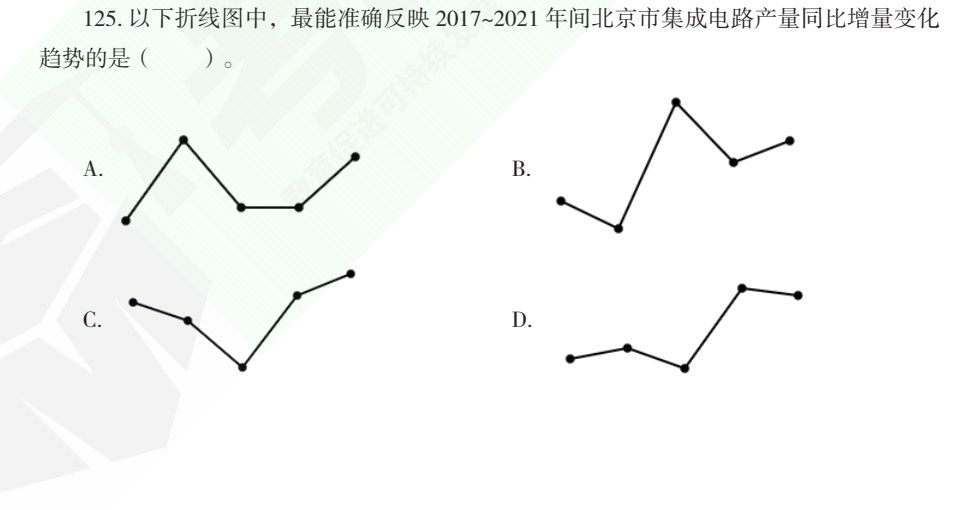 125. 以下折线图中，最能准确反映 2017~2021 年间北京市集成电路产量同比增量变化
趋势的是（  ）。
A.
B.
C.
D.